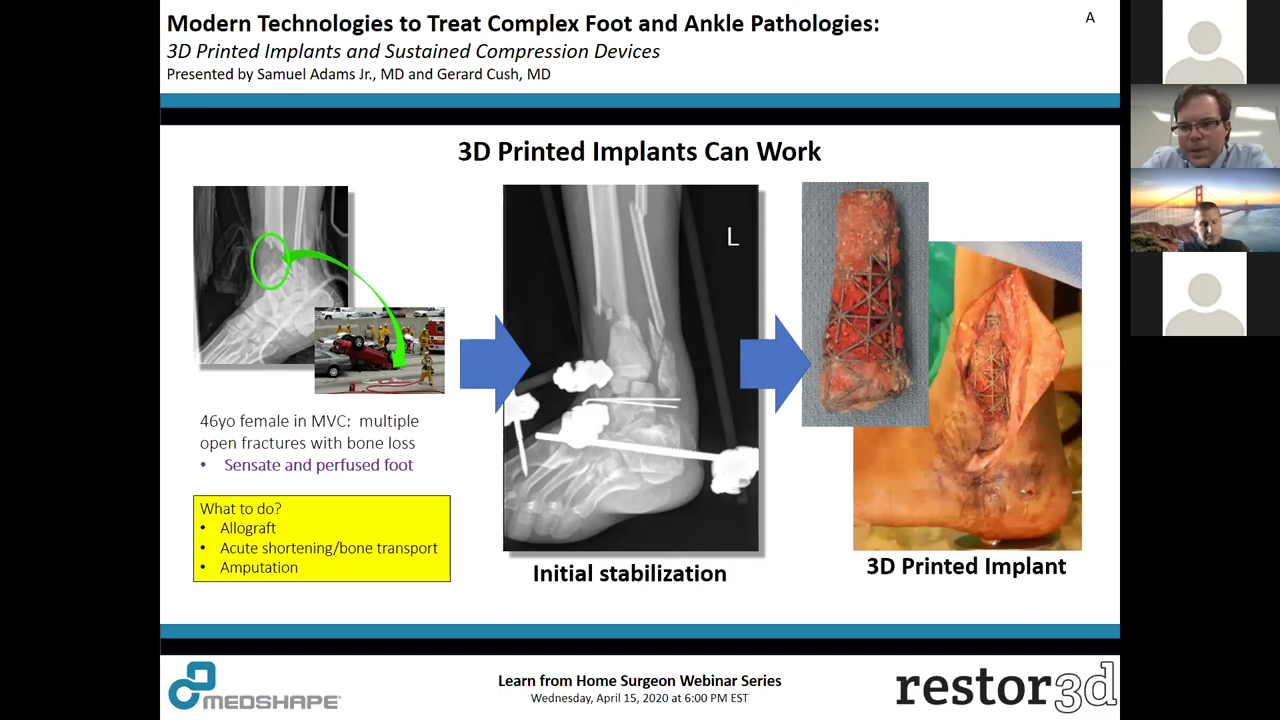 Modern Technologies to Treat Complex Foot and Ankle Pathologies:
3D Printed Implants and Sustained Compression Devices
Presented by Samuel Adams Jr., MD and Gerard Cush, MD
A
3D Printed Implants Can Work
L
46yo female in MVC: multiple
open fractures with bone loss
• Sensate and perfused foot
What to do?
• Allograft
• Acute shortening/bone transport
• Amputation
Initial stabilization
3D Printed Implant
MEDSHAPE
Learn from Home Surgeon Webinar Series
Wednesday, April 15, 2020 at 6:00 PM EST
restor3d